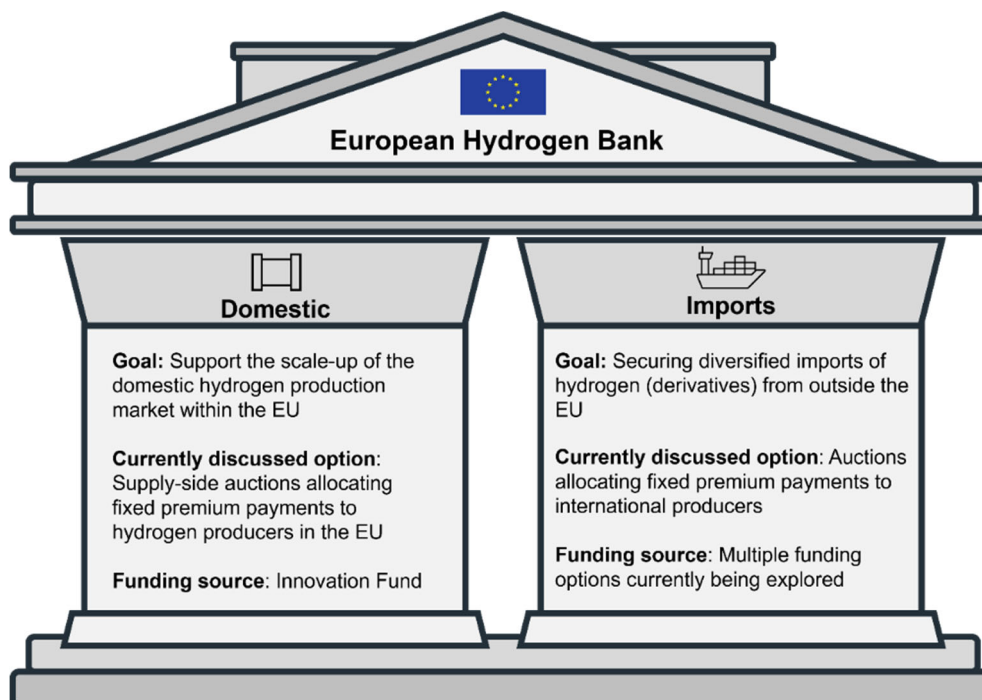 European Hydrogen Bank
Domestic
Goal: Support the scale-up of the
domestic hydrogen production
market within the EU
Currently discussed option:
Supply-side auctions allocating
fixed premium payments to
hydrogen producers in the EU
Funding source: Innovation Fund
Imports
Goal: Securing diversified imports of
hydrogen (derivatives) from outside the
EU
Currently discussed option: Auctions
allocating fixed premium payments to
international producers
Funding source: Multiple funding
options currently being explored